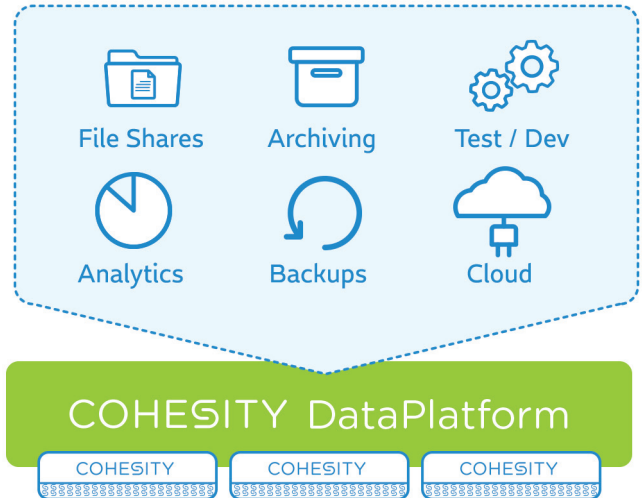 File Shares Archiving Test / Dev
Analytics Backups Cloud
COHESITY DataPlatform
COHESITY COHESITY COHESITY